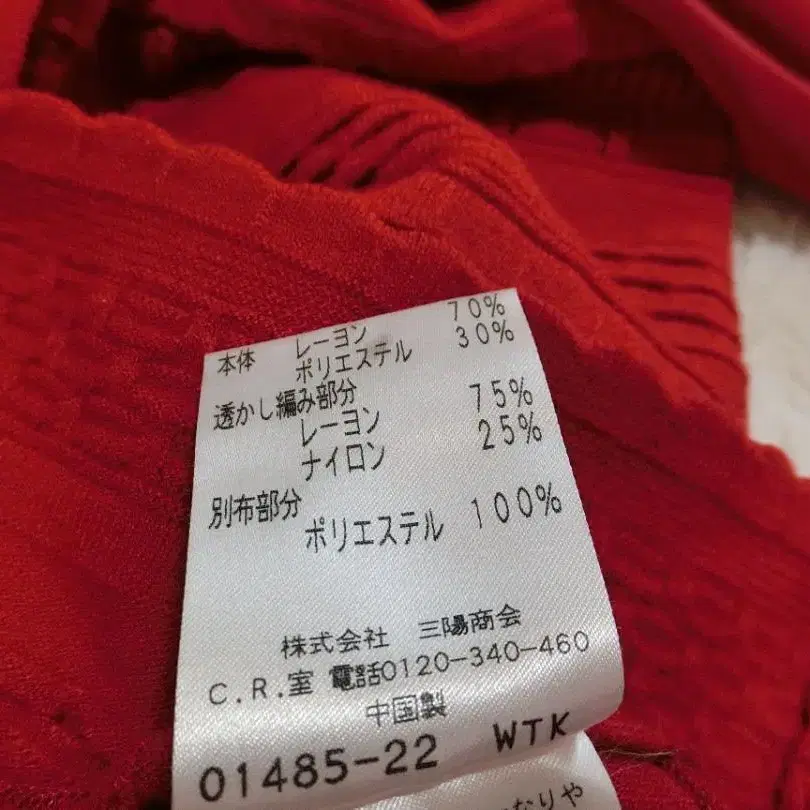 本体 レーヨン 70%
ポリエステル 30%
透かし編み部分
レーヨン 75%
ナイロン 25%
別布部分
ポリエステル 100%
株式会社 三陽商会
C.R.室 電話0120-340-460
中国製
01485-22 WTK
なりや